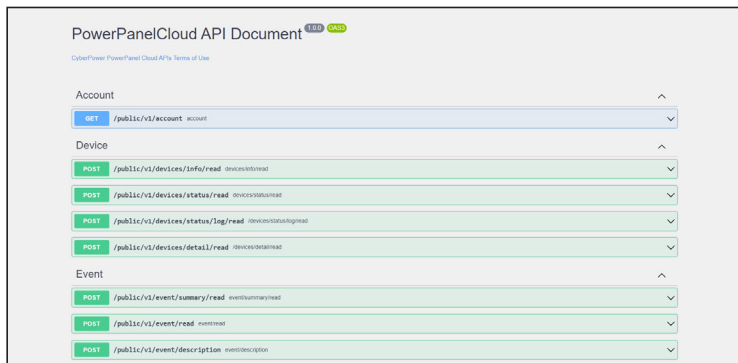 PowerPanelCloud API Document 1.0.0 OAS3
CyberPower PowerPanel Cloud APIs Terms of Use
Account
GET /public/v1/account account
Device
POST /public/v1/devices/info/read devices/info/read
POST /public/v1/devices/status/read devices/status/read
POST /public/v1/devices/status/log/read /devices/status/log/read
POST /public/v1/devices/detail/read /devices/detail/read
Event
POST /public/v1/event/summary/read event/summary/read
POST /public/v1/event/read event/read
POST /public/v1/event/description event/description